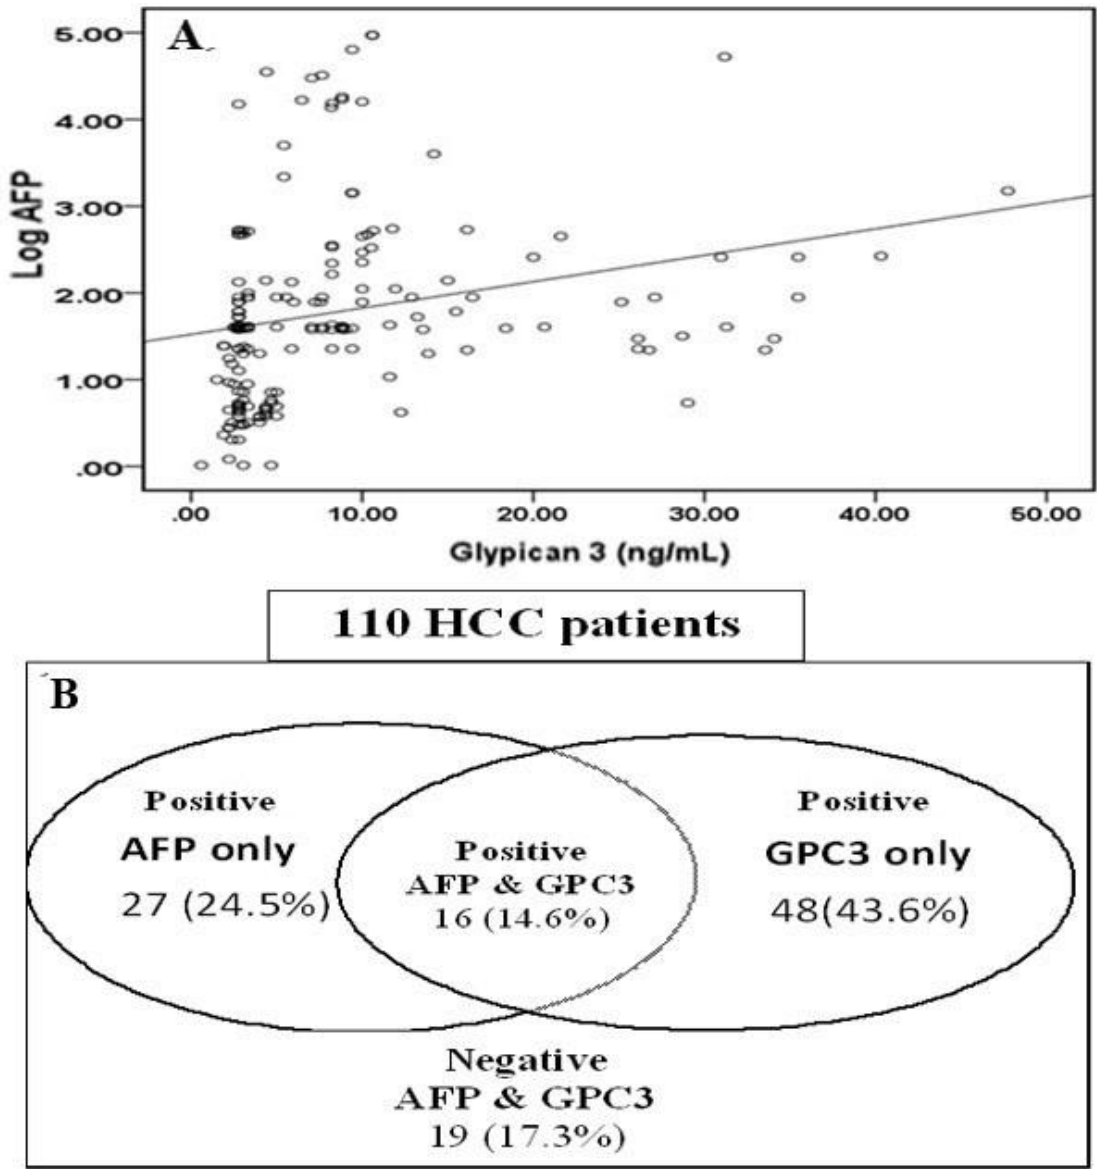 A
5.00
4.00
3.00
2.00
1.00
.00
Log AFP
.00 10.00 20.00 30.00 40.00 50.00
Glypican 3 (ng/mL)
110 HCC patients
B
Positive
AFP only
27 (24.5%)
Positive
AFP & GPC3
16 (14.6%)
Positive
GPC3 only
48(43.6%)
Negative
AFP & GPC3
19 (17.3%)